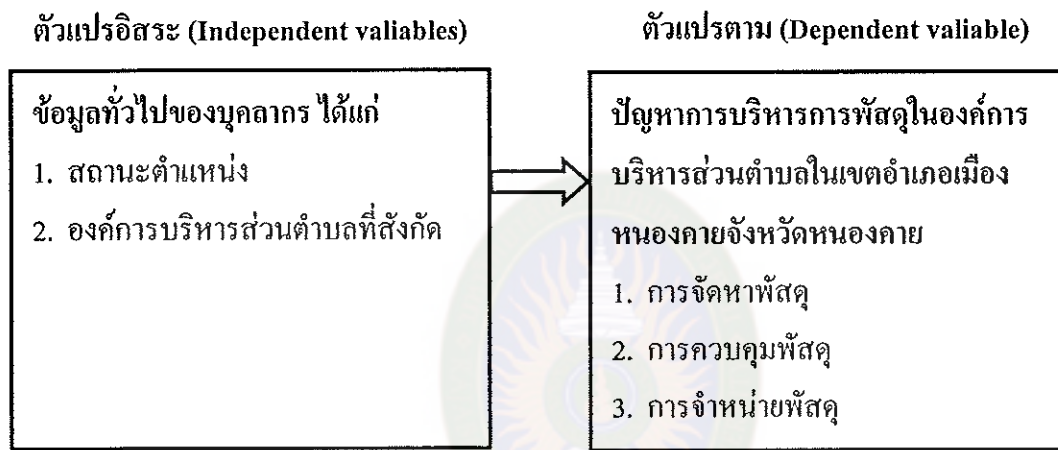 ตัวแปรอิสระ (Independent valiables)
ข้อมูลทั่วไปของบุคลากร ได้แก่
1. สถานะตำแหน่ง
2. องค์การบริหารส่วนตำบลที่สังกัด
ตัวแปรตาม (Dependent valiable)
ปัญหาการบริหารการพัสดุในองค์การ
บริหารส่วนตำบลในเขตอำเภอเมือง
หนองคายจังหวัดหนองคาย
1. การจัดหาพัสดุ
2. การควบคุมพัสดุ
3. การจำหน่ายพัสดุ